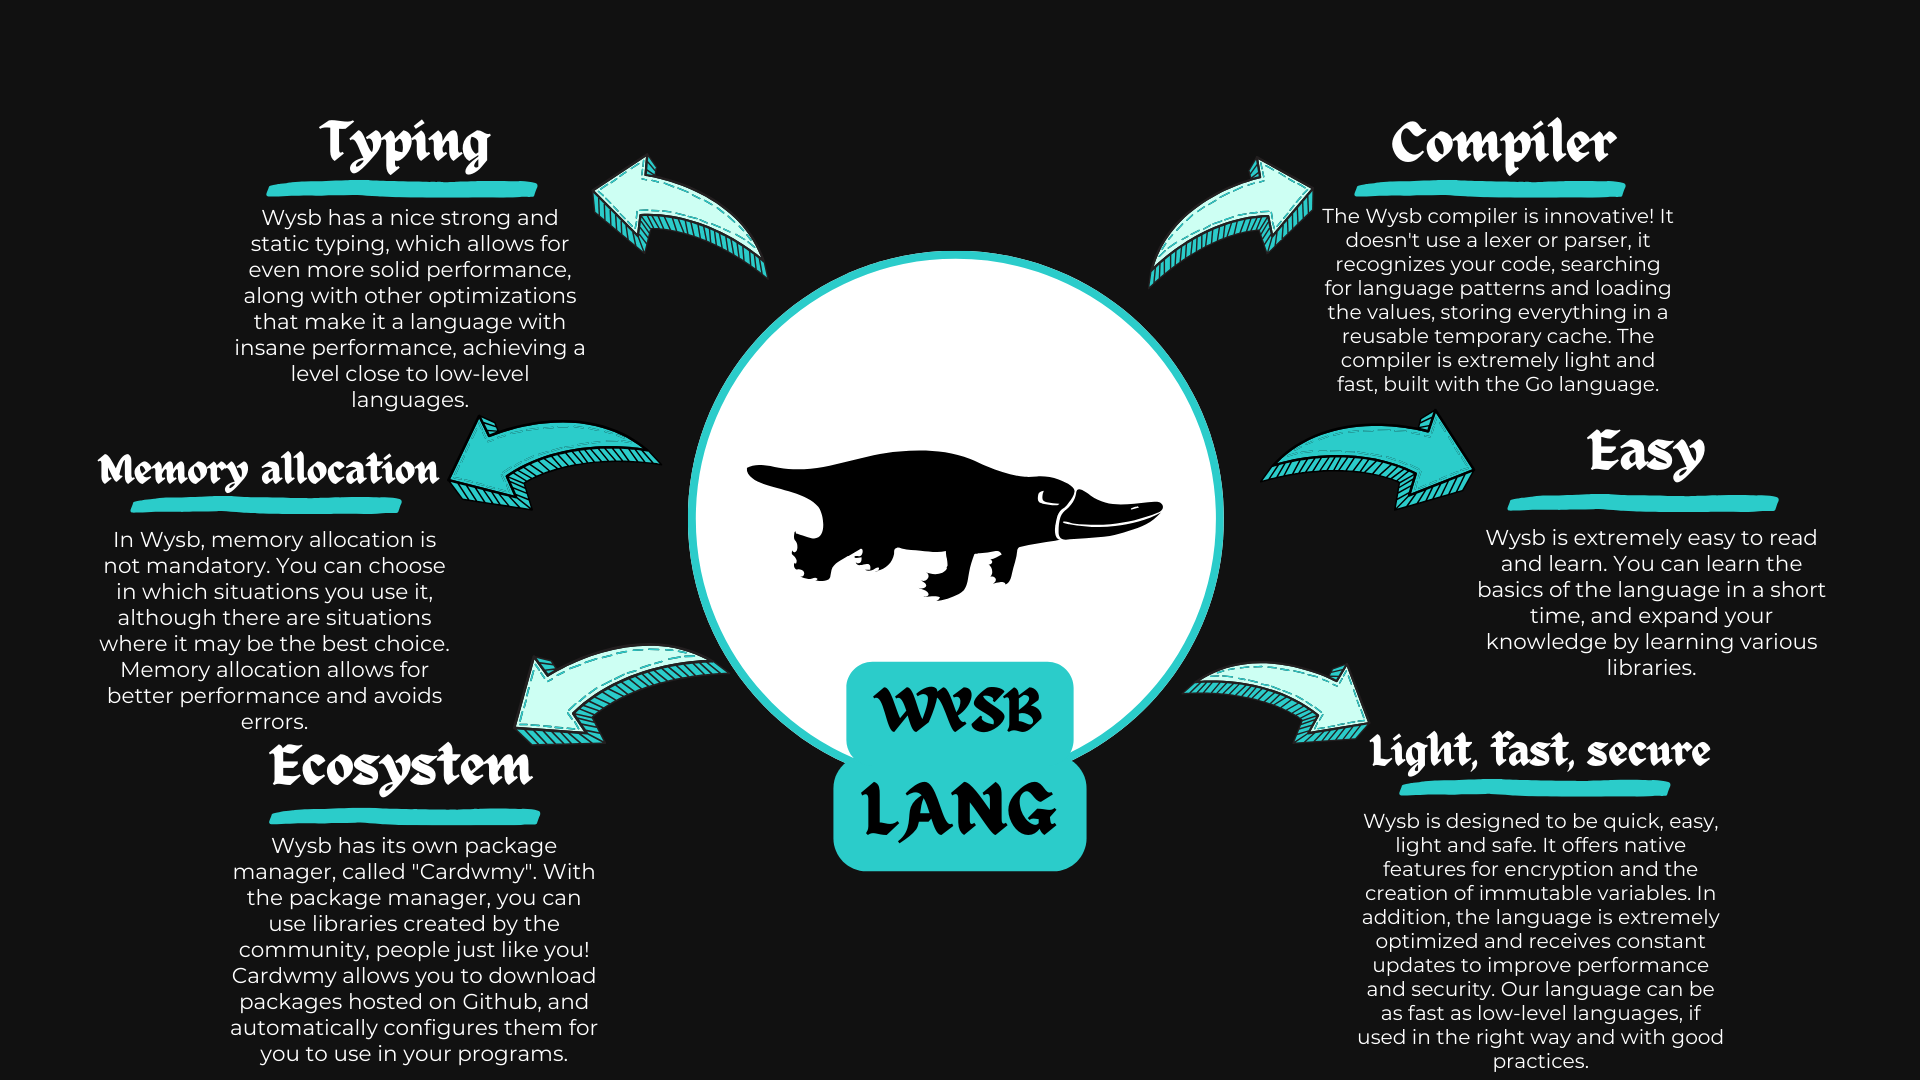 Typing
Wysb has a nice strong and
static typing, which allows for
even more solid performance,
along with other optimizations
that make it a language with
insane performance, achieving a
level close to low-level
languages.
Memory allocation
In Wysb, memory allocation is
not mandatory. You can choose
in which situations you use it,
although there are situations
where it may be the best choice.
Memory allocation allows for
better performance and avoids
errors.
Ecosystem
Wysb has its own package
manager, called "Cardwmy". With
the package manager, you can
use libraries created by the
community, people just like you!
Cardwmy allows you to download
packages hosted on Github, and
automatically configures them for
you to use in your programs.
WYSB
LANG
Compiler
The Wysb compiler is innovative! It
doesn't use a lexer or parser, it
recognizes your code, searching
for language patterns and loading
the values, storing everything in a
reusable temporary cache. The
compiler is extremely light and
fast, built with the Go language.
Easy
Wysb is extremely easy to read
and learn. You can learn the
basics of the language in a short
time, and expand your
knowledge by learning various
libraries.
Light, fast, secure
Wysb is designed to be quick, easy,
light and safe. It offers native
features for encryption and the
creation of immutable variables. In
addition, the language is extremely
optimized and receives constant
updates to improve performance
and security. Our language can be
as fast as low-level languages, if
used in the right way and with good
practices.